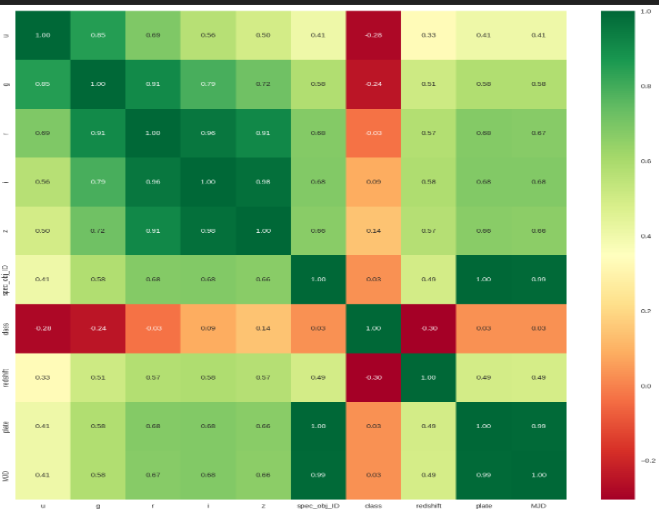 u 1.00 0.85 0.69 0.56 0.50 0.41 -0.28 0.33 0.41 0.41 1.0
g 0.85 1.00 0.91 0.79 0.72 0.58 -0.24 0.51 0.58 0.58 0.8
r 0.69 0.91 1.00 0.96 0.91 0.68 -0.03 0.57 0.68 0.67 0.6
i 0.56 0.79 0.96 1.00 0.98 0.68 0.09 0.58 0.68 0.68
z 0.50 0.72 0.91 0.98 1.00 0.66 0.14 0.57 0.66 0.66 0.4
spec_obj_ID 0.41 0.58 0.68 0.68 0.66 1.00 0.03 0.49 1.00 0.99 0.2
class -0.28 -0.24 -0.03 0.09 0.14 0.03 1.00 -0.30 0.03 0.03
redshift 0.33 0.51 0.57 0.58 0.57 0.49 -0.30 1.00 0.49 0.49 0.0
plate 0.41 0.58 0.68 0.68 0.66 1.00 0.03 0.49 1.00 0.99
MJD 0.41 0.58 0.67 0.68 0.66 0.99 0.03 0.49 0.99 1.00 −0.2
u g r i z spec_obj_ID class redshift plate MJD